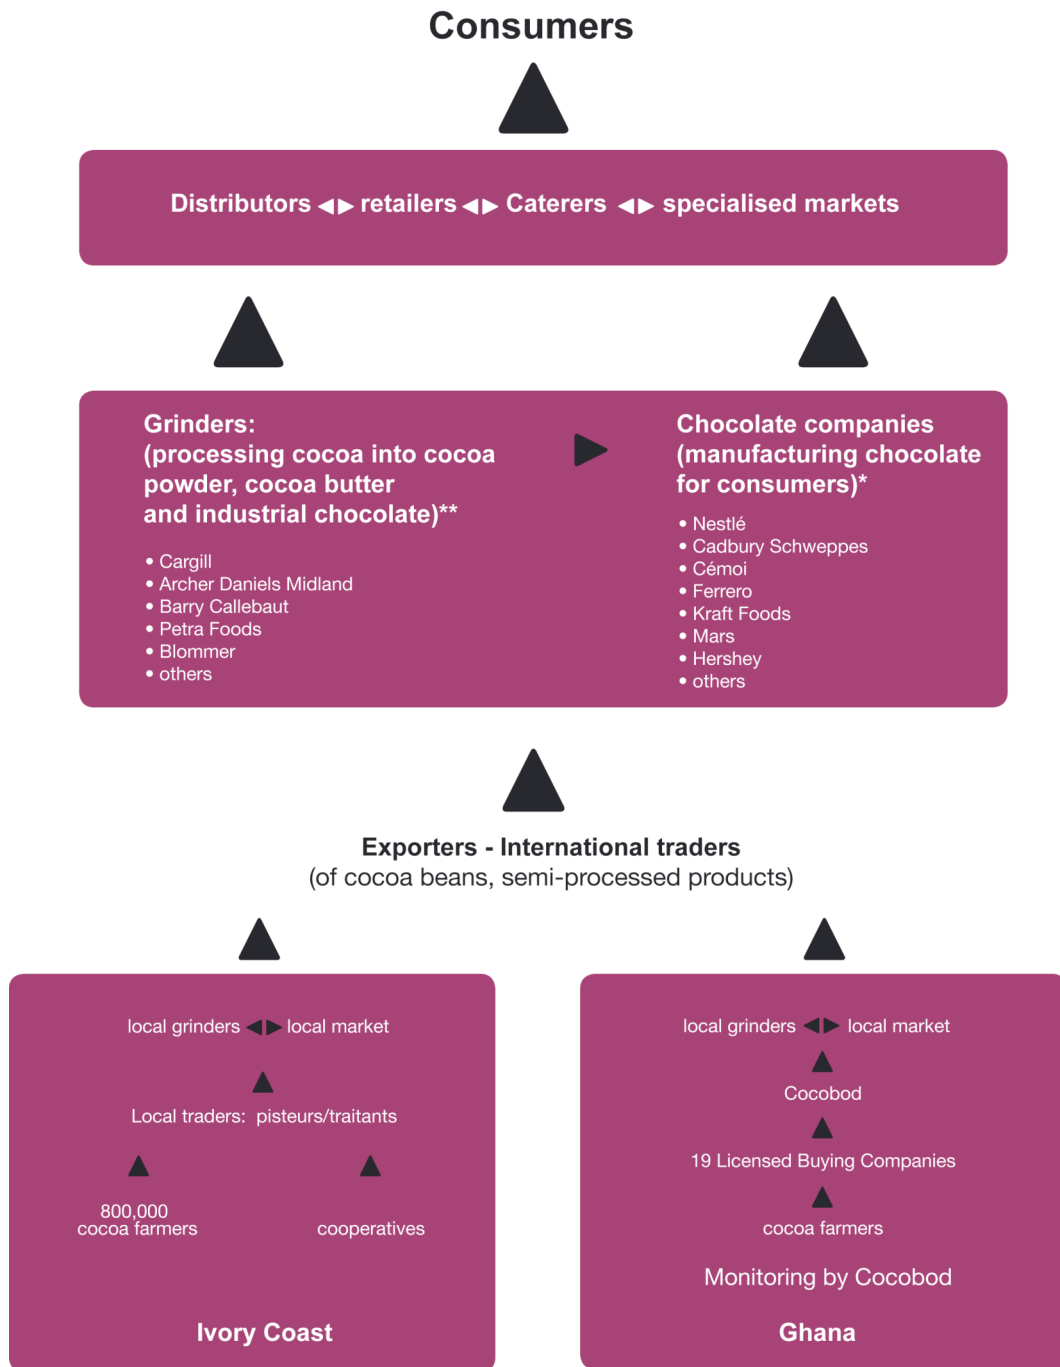 Consumers
Distributors ◀▶ retailers ◀▶ Caterers ◀▶ specialised markets
Grinders:
(processing cocoa into cocoa
powder, cocoa butter
and industrial chocolate)**
• Cargill
• Archer Daniels Midland
• Barry Callebaut
• Petra Foods
• Blommer
• others
Chocolate companies
(manufacturing chocolate
for consumers)*
• Nestlé
• Cadbury Schweppes
• Cémoi
• Ferrero
• Kraft Foods
• Mars
• Hershey
• others
Exporters - International traders
(of cocoa beans, semi-processed products)
local grinders ◀▶ local market
Local traders: pisteurs/traitants
800,000
cocoa farmers
cooperatives
Ivory Coast
local grinders ◀▶ local market
Cocobod
19 Licensed Buying Companies
cocoa farmers
Monitoring by Cocobod
Ghana